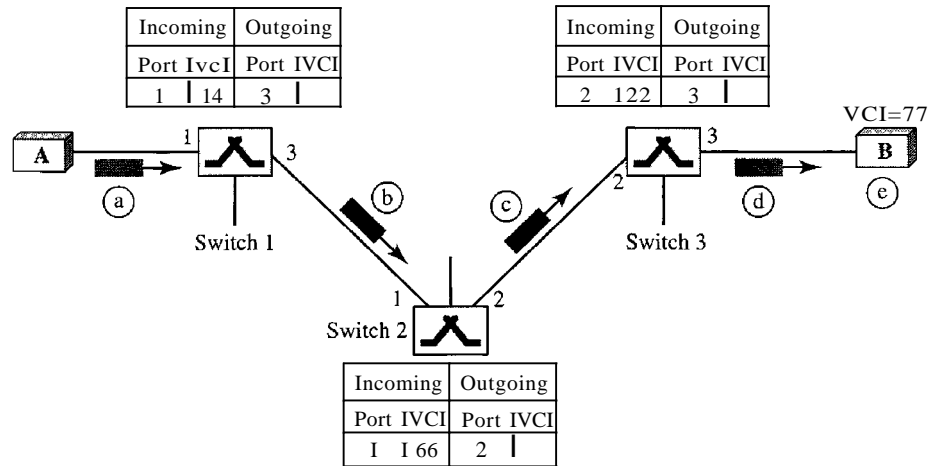 Incoming Outgoing
Port IvcI Port IVCI
1 | 14 3 |
Incoming Outgoing
Port IVCI Port IVCI
2 122 3 |
VCI=77
A
1
3
a
b
Switch 1
c
2
3
d
B
e
Switch 3
1
2
Switch 2
Incoming Outgoing
Port IVCI Port IVCI
I I 66 2 |